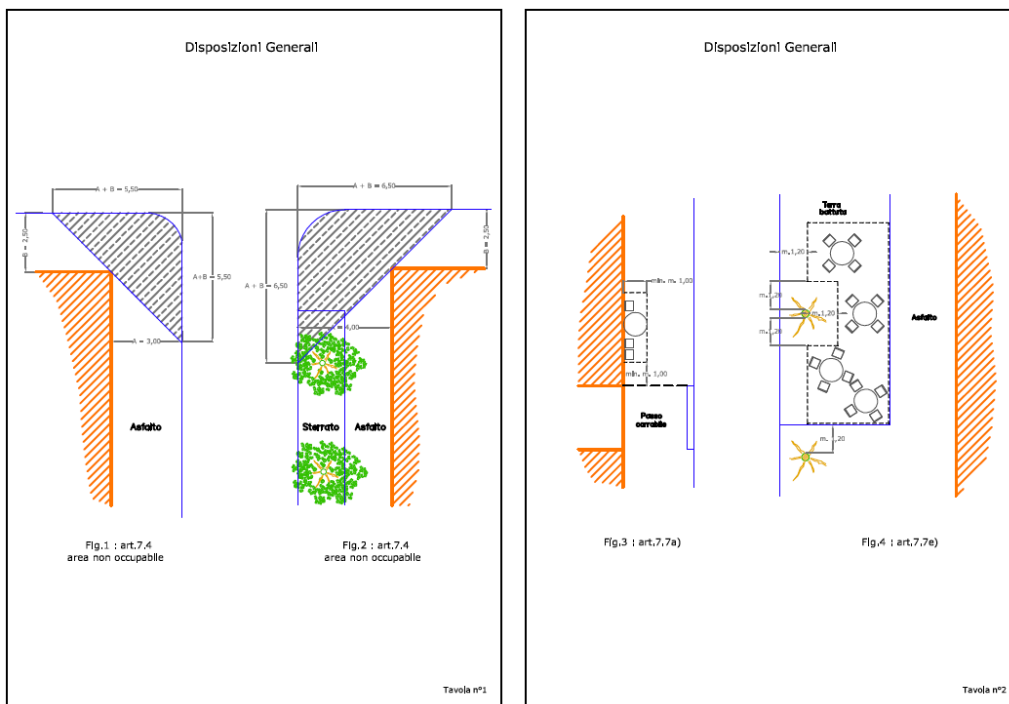 Disposizioni Generali
A + B = 5,50
B = 2,50
A+B = 5,50
A = 3,00
Asfalto
Fig.1 : art.7.4
area non occupabile
A + B = 6,50
B = 2,50
A + B = 6,50
A = 4,00
Sterrato
Asfalto
Fig.2 : art.7.4
area non occupabile
Tavola n°1
Disposizioni Generali
min. m. 1,00
min. m. 1,00
Passo
carrabile
Fig.3 : art.7.7a)
Terra
battuta
m.1,20
m.1,20
m.1,20
m.1,20
Asfalto
m. 1,20
Fig.4 : art.7.7e)
Tavola n°2